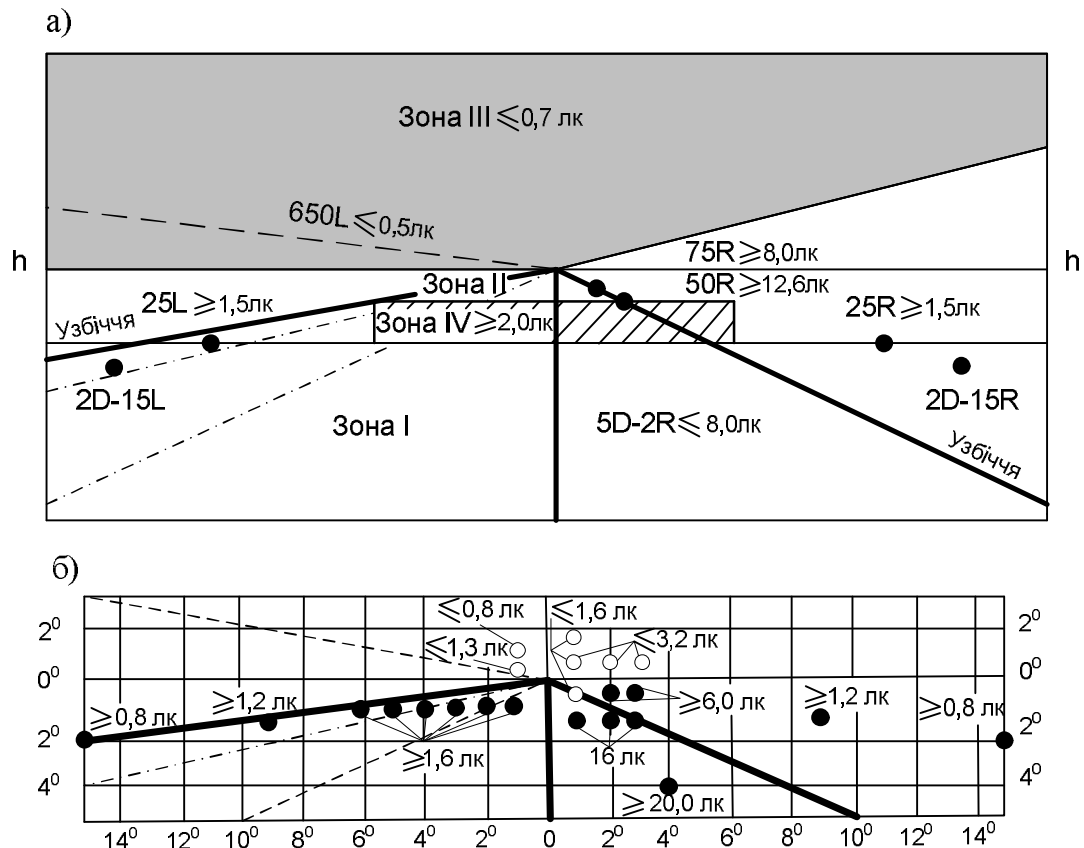 а)
Зона III ⩽0,7 лк
650L ⩽0,5лк
h
75R ⩾8,0лк
h
Зона II
50R ⩾12,6лк
25L ⩾1,5лк
25R ⩾1,5лк
Узбіччя
Зона IV ⩾2,0лк
2D-15L
2D-15R
Зона I
5D-2R ⩽ 8,0лк
Узбіччя
б)
⩽0,8 лк
⩽1,6 лк
2⁰
2⁰
⩽1,3 лк
⩽3,2 лк
0⁰
0⁰
⩾0,8 лк
⩾1,2 лк
⩾6,0 лк
⩾1,2 лк
⩾0,8 лк
2⁰
2⁰
⩾1,6 лк
16 лк
4⁰
4⁰
⩾20,0 лк
14⁰ 12⁰ 10⁰ 8⁰ 6⁰ 4⁰ 2⁰ 0 2⁰ 4⁰ 6⁰ 8⁰ 10⁰ 12⁰ 14⁰